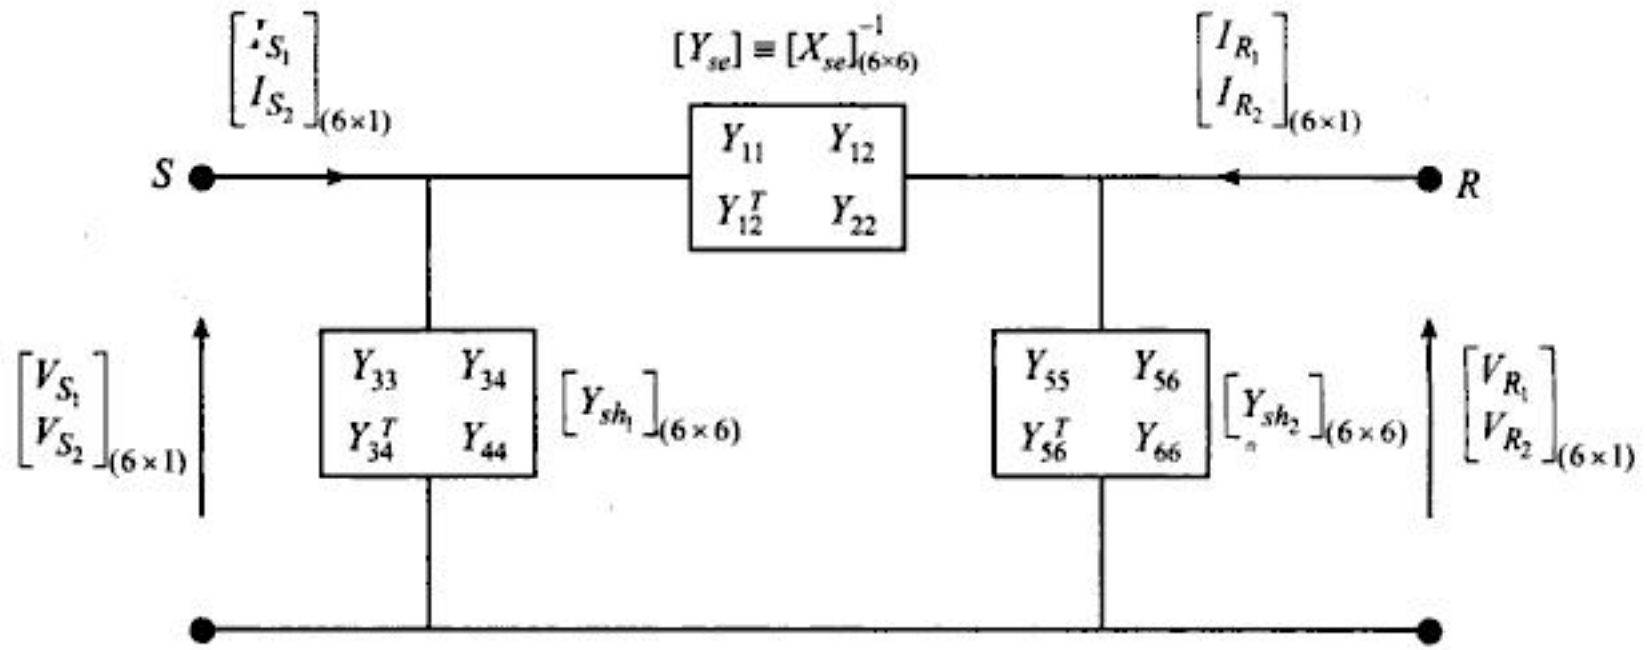 [I_{S_1} I_{S_2}]_{(6×1)}
[Y_{se}] ≡ [X_{se}]^{-1}_{(6×6)}
[I_{R_1} I_{R_2}]_{(6×1)}
S
Y_{11} Y_{12}
Y_{12}^T Y_{22}
R
[V_{S_1} V_{S_2}]_{(6×1)}
Y_{33} Y_{34}
Y_{34}^T Y_{44}
[Y_{sh_1}]_{(6×6)}
Y_{55} Y_{56}
Y_{56}^T Y_{66}
[Y_{sh_2}]_{(6×6)}
[V_{R_1} V_{R_2}]_{(6×1)}